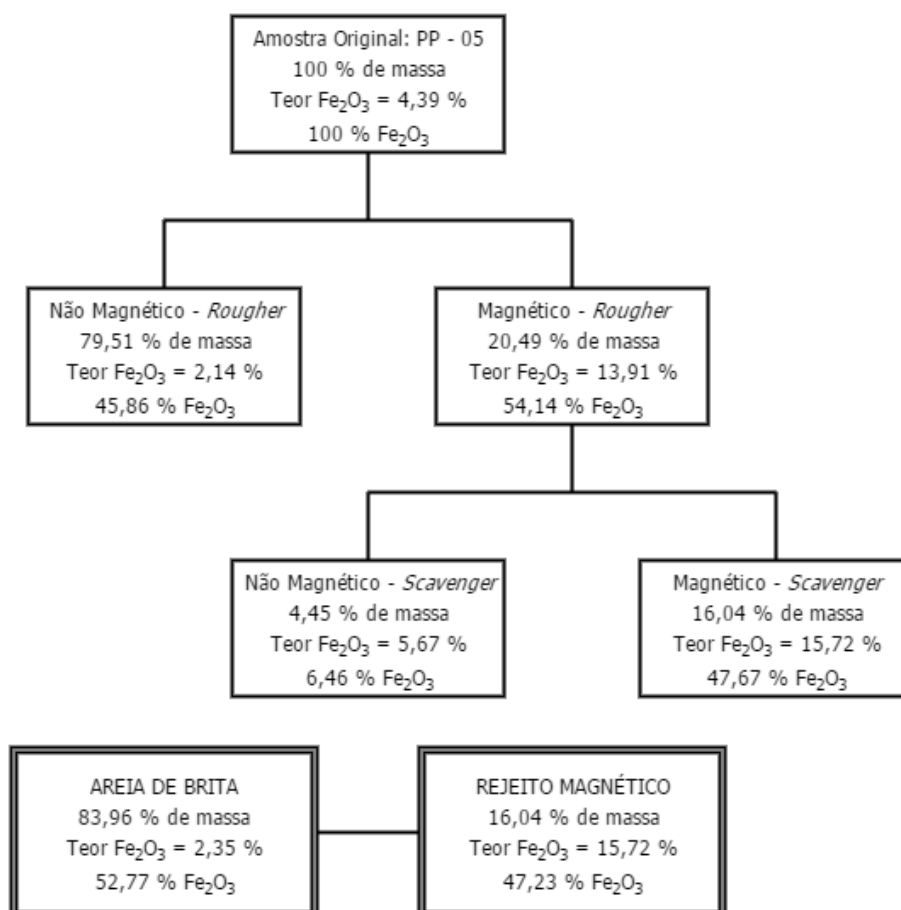 Amostra Original: PP - 05
100 % de massa
Teor Fe₂O₃ = 4,39 %
100 % Fe₂O₃
Não Magnético - Rougher
79,51 % de massa
Teor Fe₂O₃ = 2,14 %
45,86 % Fe₂O₃
Magnético - Rougher
20,49 % de massa
Teor Fe₂O₃ = 13,91 %
54,14 % Fe₂O₃
Não Magnético - Scavenger
4,45 % de massa
Teor Fe₂O₃ = 5,67 %
6,46 % Fe₂O₃
Magnético - Scavenger
16,04 % de massa
Teor Fe₂O₃ = 15,72 %
47,67 % Fe₂O₃
AREIA DE BRITA
83,96 % de massa
Teor Fe₂O₃ = 2,35 %
52,77 % Fe₂O₃
REJEITO MAGNÉTICO
16,04 % de massa
Teor Fe₂O₃ = 15,72 %
47,23 % Fe₂O₃